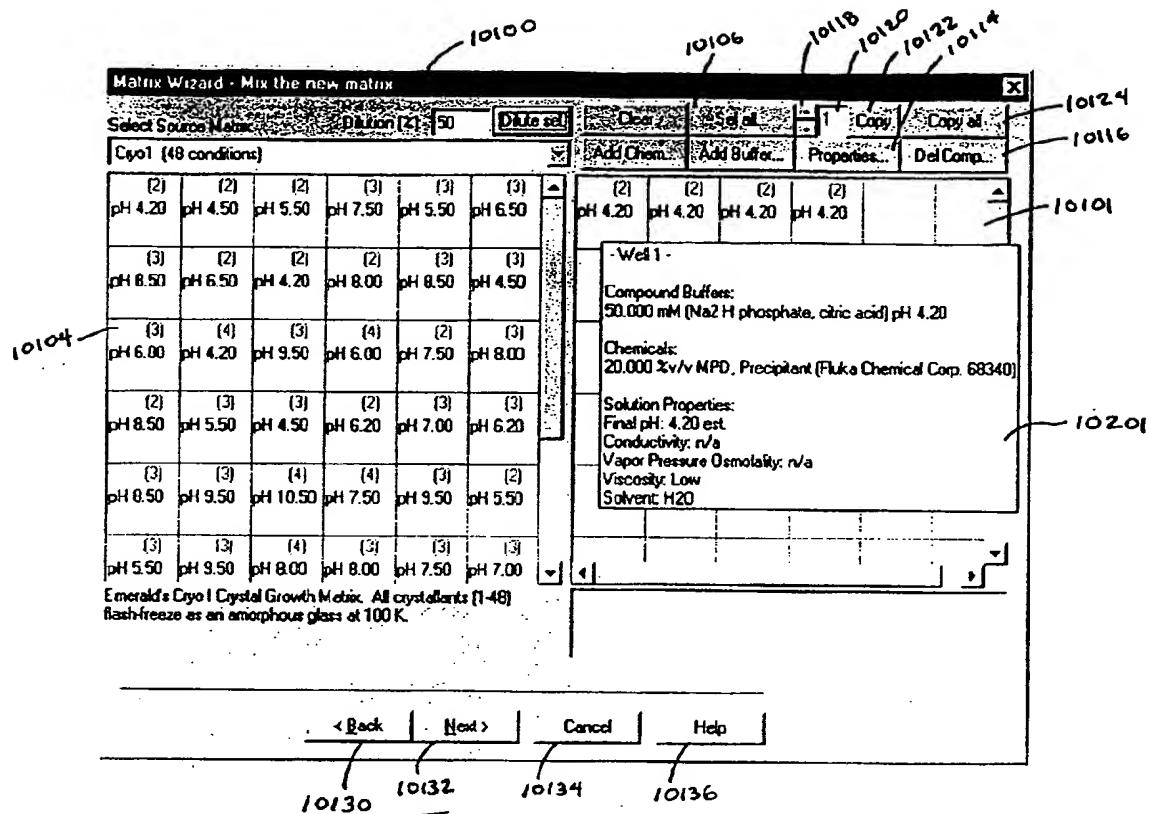 10100
10106
10118
10120
10122
10114
Matrix Wizard - Mix the new matrix
Select Source Matrix Dilution (%) 50 Dilute sel
Clear Sel all... 1 Copy Copy all
10124
Cryo1 (48 conditions)
Add Chem... Add Buffer... Properties... Del Comp...
10116
(2) (2) (2) (3) (3) (3)
pH 4.20 pH 4.50 pH 5.50 pH 7.50 pH 5.50 pH 6.50
(2) (2) (2) (2)
pH 4.20 pH 4.20 pH 4.20 pH 4.20
10101
(3) (2) (2) (2) (3) (3)
pH 8.50 pH 6.50 pH 4.20 pH 8.00 pH 8.50 pH 4.50
10104
(3) (4) (3) (4) (2) (3)
pH 6.00 pH 4.20 pH 9.50 pH 6.00 pH 7.50 pH 8.00
(2) (3) (3) (2) (3) (3)
pH 8.50 pH 5.50 pH 4.50 pH 6.20 pH 7.00 pH 6.20
(3) (3) (4) (4) (3) (2)
pH 8.50 pH 9.50 pH 10.50 pH 7.50 pH 9.50 pH 5.50
(3) (3) (4) (3) (3) (3)
pH 5.50 pH 9.50 pH 8.00 pH 8.00 pH 7.50 pH 7.00
- Well 1 -
Compound Buffers:
50.000 mM (Na2 H phosphate, citric acid) pH 4.20
Chemicals:
20.000 %v/v MPD, Precipitant (Fluka Chemical Corp. 68340)
Solution Properties:
Final pH: 4.20 est.
Conductivity: n/a
Vapor Pressure Osmolality: n/a
Viscosity: Low
Solvent: H2O
10201
Emerald's Cryo I Crystal Growth Matrix. All crystallants (1-48)
flash-freeze as an amorphous glass at 100 K.
< Back Next > Cancel Help
10130
10132
10134
10136